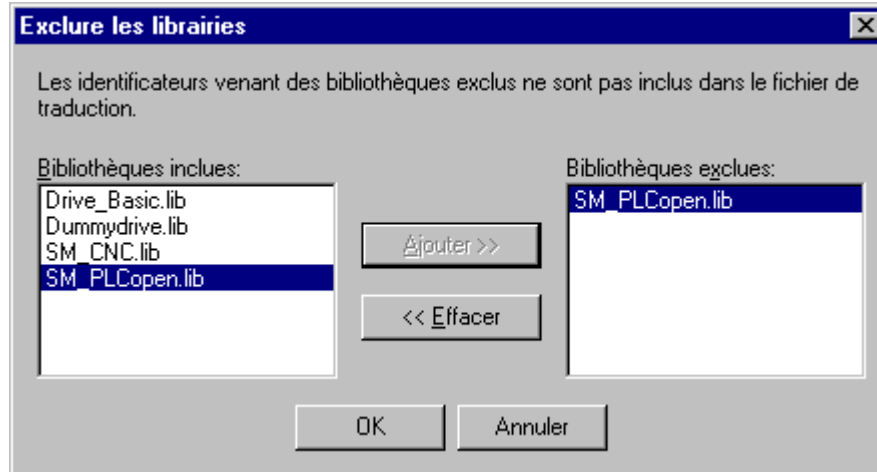 Exclure les librairies
Les identificateurs venant des bibliothèques exclus ne sont pas inclus dans le fichier de
traduction.
Bibliothèques inclues:
Bibliothèques exclues:
Drive_Basic.lib
Dummydrive.lib
SM_CNC.lib
SM_PLCopen.lib
SM_PLCopen.lib
Ajouter >>
<< Effacer
OK
Annuler